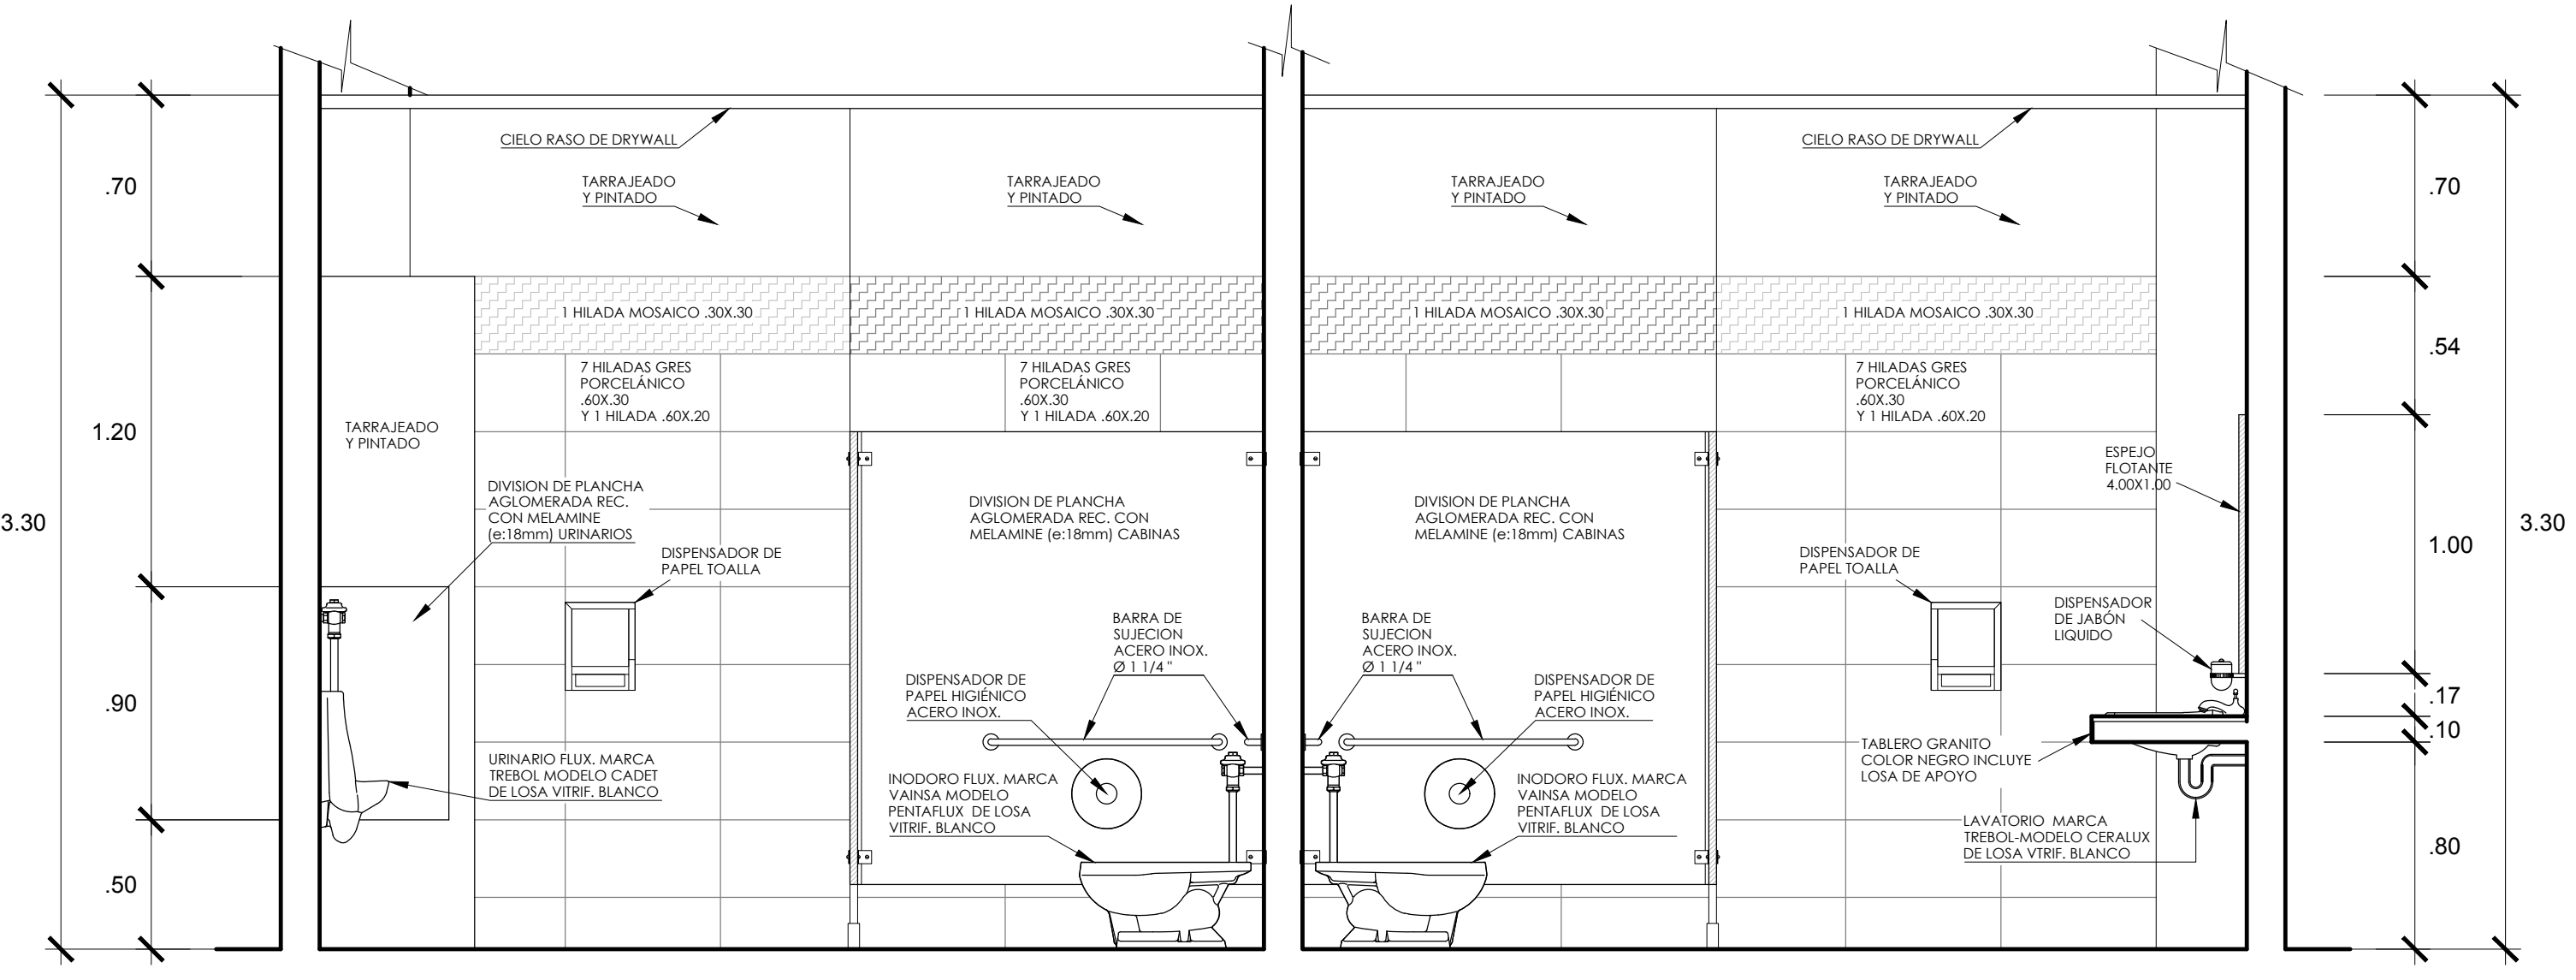 CIELO RASO DE DRYWALL
CIELO RASO DE DRYWALL
.70
TARRAJEADO
Y PINTADO
TARRAJEADO
Y PINTADO
TARRAJEADO
Y PINTADO
TARRAJEADO
Y PINTADO
.70
1 HILADA MOSAICO .30X.30
1 HILADA MOSAICO .30X.30
1 HILADA MOSAICO .30X.30
1 HILADA MOSAICO .30X.30
.54
7 HILADAS GRES
PORCELÁNICO
.60X.30
Y 1 HILADA .60X.20
7 HILADAS GRES
PORCELÁNICO
.60X.30
Y 1 HILADA .60X.20
7 HILADAS GRES
PORCELÁNICO
.60X.30
Y 1 HILADA .60X.20
1.20
TARRAJEADO
Y PINTADO
ESPEJO
FLOTANTE
4.00X1.00
3.30
DIVISION DE PLANCHA
AGLOMERADA REC.
CON MELAMINE
(e:18mm) URINARIOS
DIVISION DE PLANCHA
AGLOMERADA REC. CON
MELAMINE (e:18mm) CABINAS
DIVISION DE PLANCHA
AGLOMERADA REC. CON
MELAMINE (e:18mm) CABINAS
1.00
3.30
DISPENSADOR DE
PAPEL TOALLA
DISPENSADOR DE
PAPEL TOALLA
BARRA DE
SUJECION
ACERO INOX.
Ø 1 1/4 "
BARRA DE
SUJECION
ACERO INOX.
Ø 1 1/4 "
DISPENSADOR
DE JABÓN
LIQUIDO
.90
DISPENSADOR DE
PAPEL HIGIÉNICO
ACERO INOX.
DISPENSADOR DE
PAPEL HIGIÉNICO
ACERO INOX.
.17
.10
URINARIO FLUX. MARCA
TREBOL MODELO CADET
DE LOSA VITRIF. BLANCO
INODORO FLUX. MARCA
VAINSA MODELO
PENTAFLUX DE LOSA
VITRIF. BLANCO
INODORO FLUX. MARCA
VAINSA MODELO
PENTAFLUX DE LOSA
VITRIF. BLANCO
TABLERO GRANITO
COLOR NEGRO INCLUYE
LOSA DE APOYO
LAVATORIO MARCA
TREBOL-MODELO CERALUX
DE LOSA VTRIF. BLANCO
.50
.80